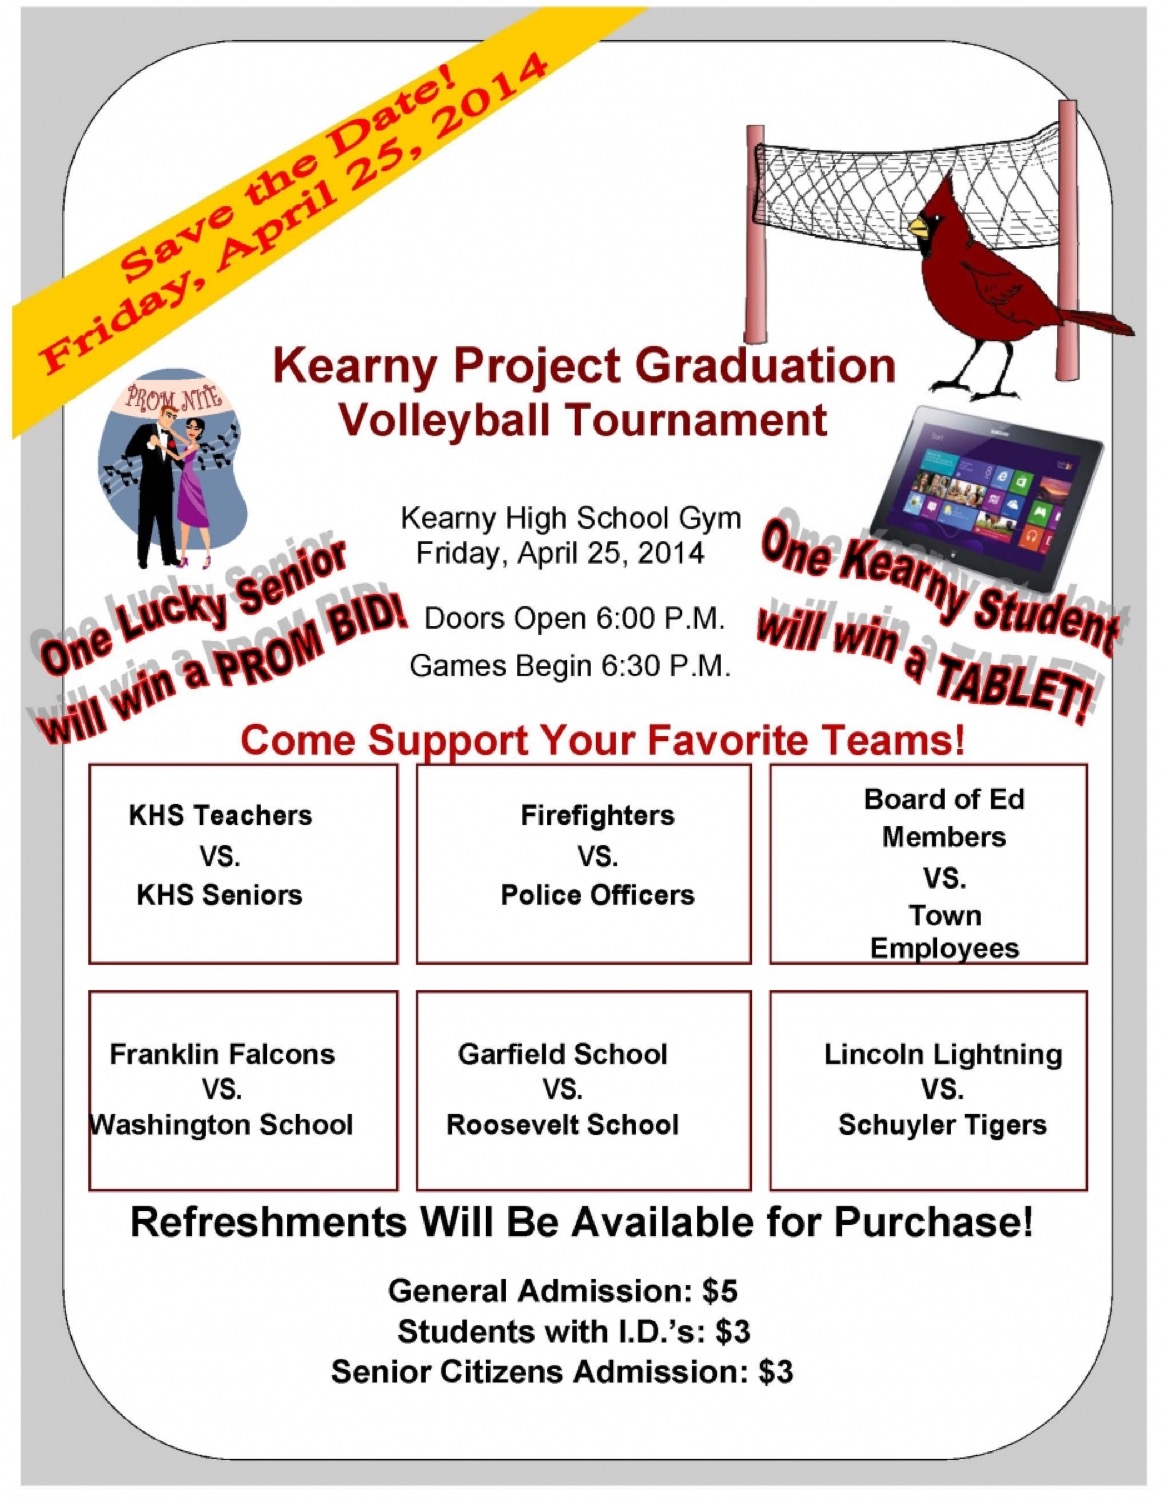 Save the Date!
Friday, April 25, 2014
PROM NITE
Kearny Project Graduation
Volleyball Tournament
SAMSUNG
Start
Kearny High School Gym
Friday, April 25, 2014
Doors Open 6:00 P.M.
Games Begin 6:30 P.M.
One Lucky Senior
will win a PROM BID!
One Kearny Student
will win a TABLET!
Come Support Your Favorite Teams!
KHS Teachers
VS.
KHS Seniors
Firefighters
VS.
Police Officers
Board of Ed
Members
VS.
Town
Employees
Franklin Falcons
VS.
Washington School
Garfield School
VS.
Roosevelt School
Lincoln Lightning
VS.
Schuyler Tigers
Refreshments Will Be Available for Purchase!
General Admission: $5
Students with I.D.'s: $3
Senior Citizens Admission: $3